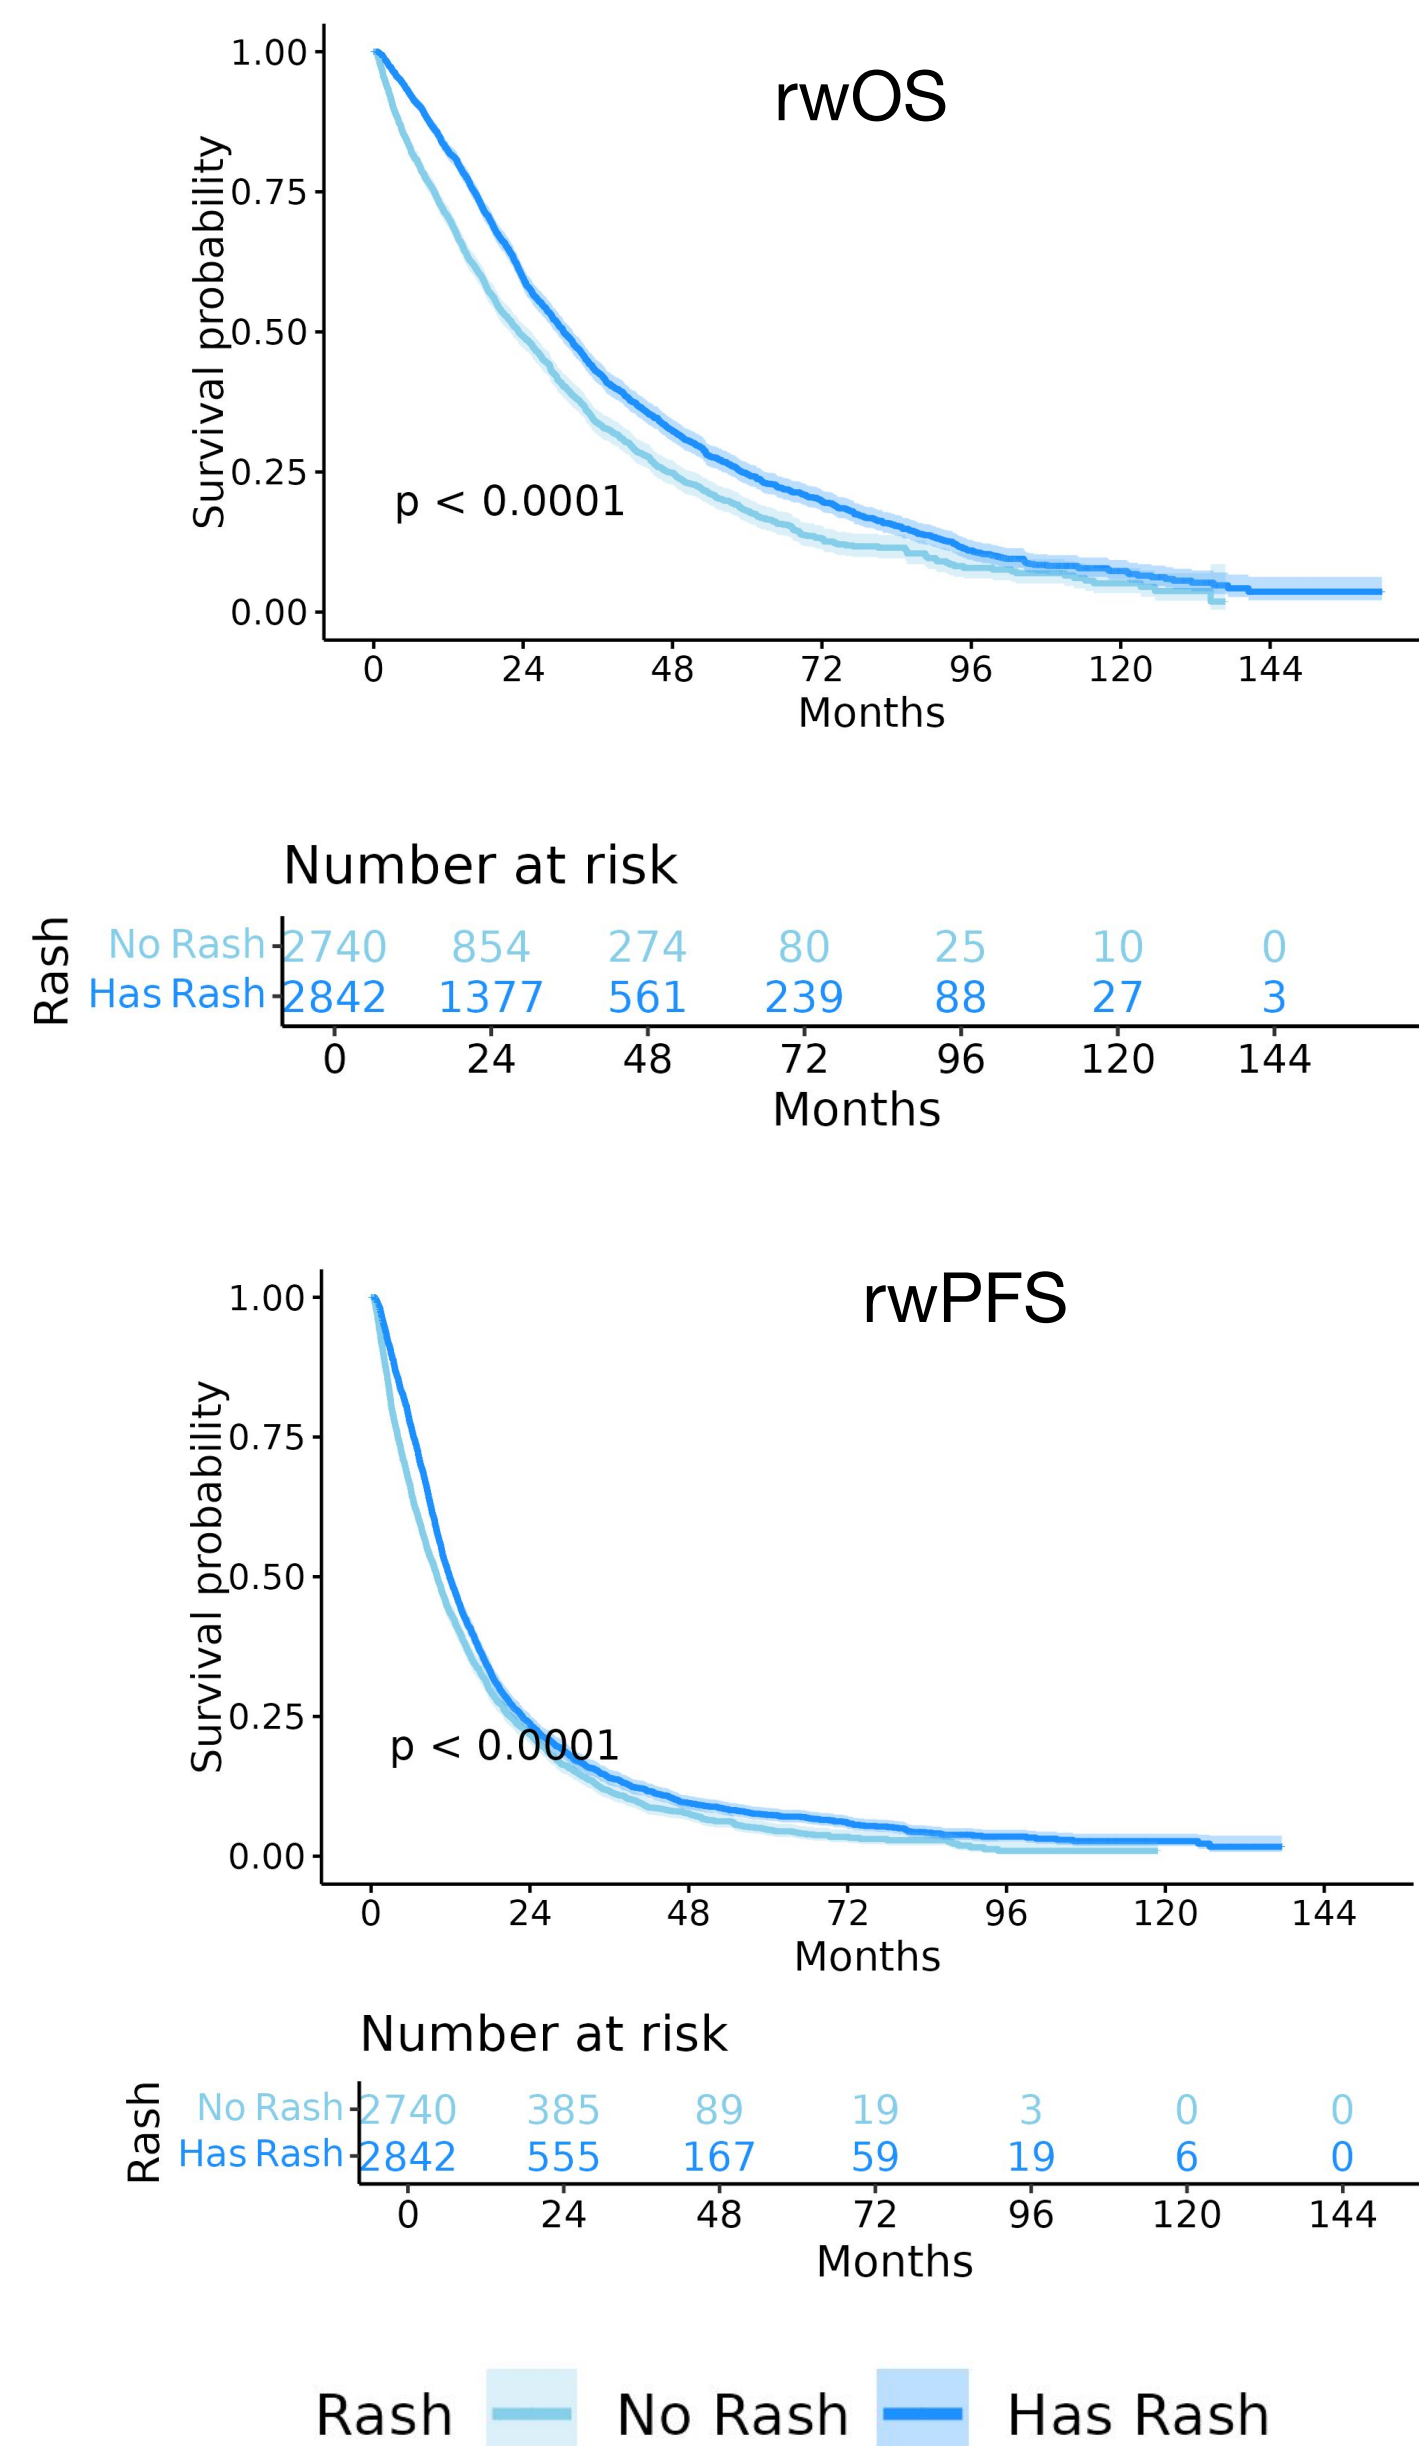 rwOS
Survival probability
1.00
0.75
0.50
0.25
0.00
p < 0.0001
0 24 48 72 96 120 144
Months
Number at risk
Rash
No Rash 2740 854 274 80 25 10 0
Has Rash 2842 1377 561 239 88 27 3
0 24 48 72 96 120 144
Months
rwPFS
Survival probability
1.00
0.75
0.50
0.25
0.00
p < 0.0001
0 24 48 72 96 120 144
Months
Number at risk
Rash
No Rash 2740 385 89 19 3 0 0
Has Rash 2842 555 167 59 19 6 0
0 24 48 72 96 120 144
Months
Rash No Rash Has Rash